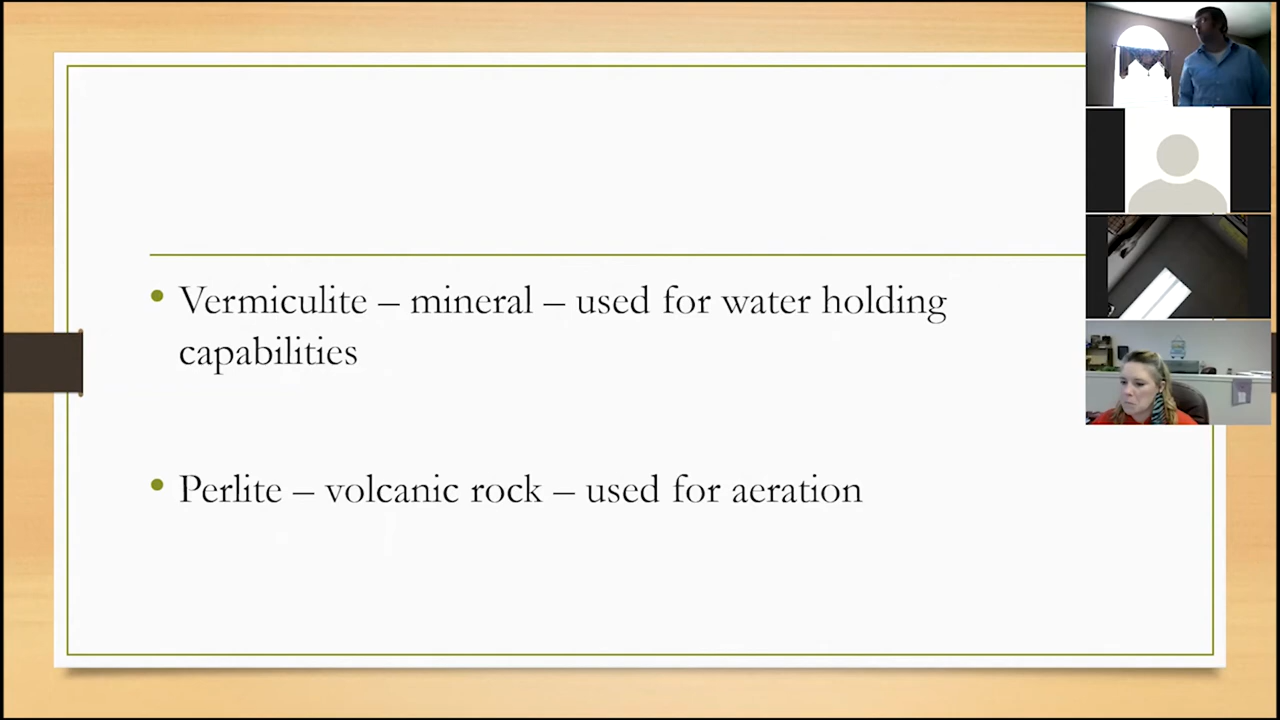 • Vermiculite – mineral – used for water holding
capabilities
• Perlite – volcanic rock – used for aeration